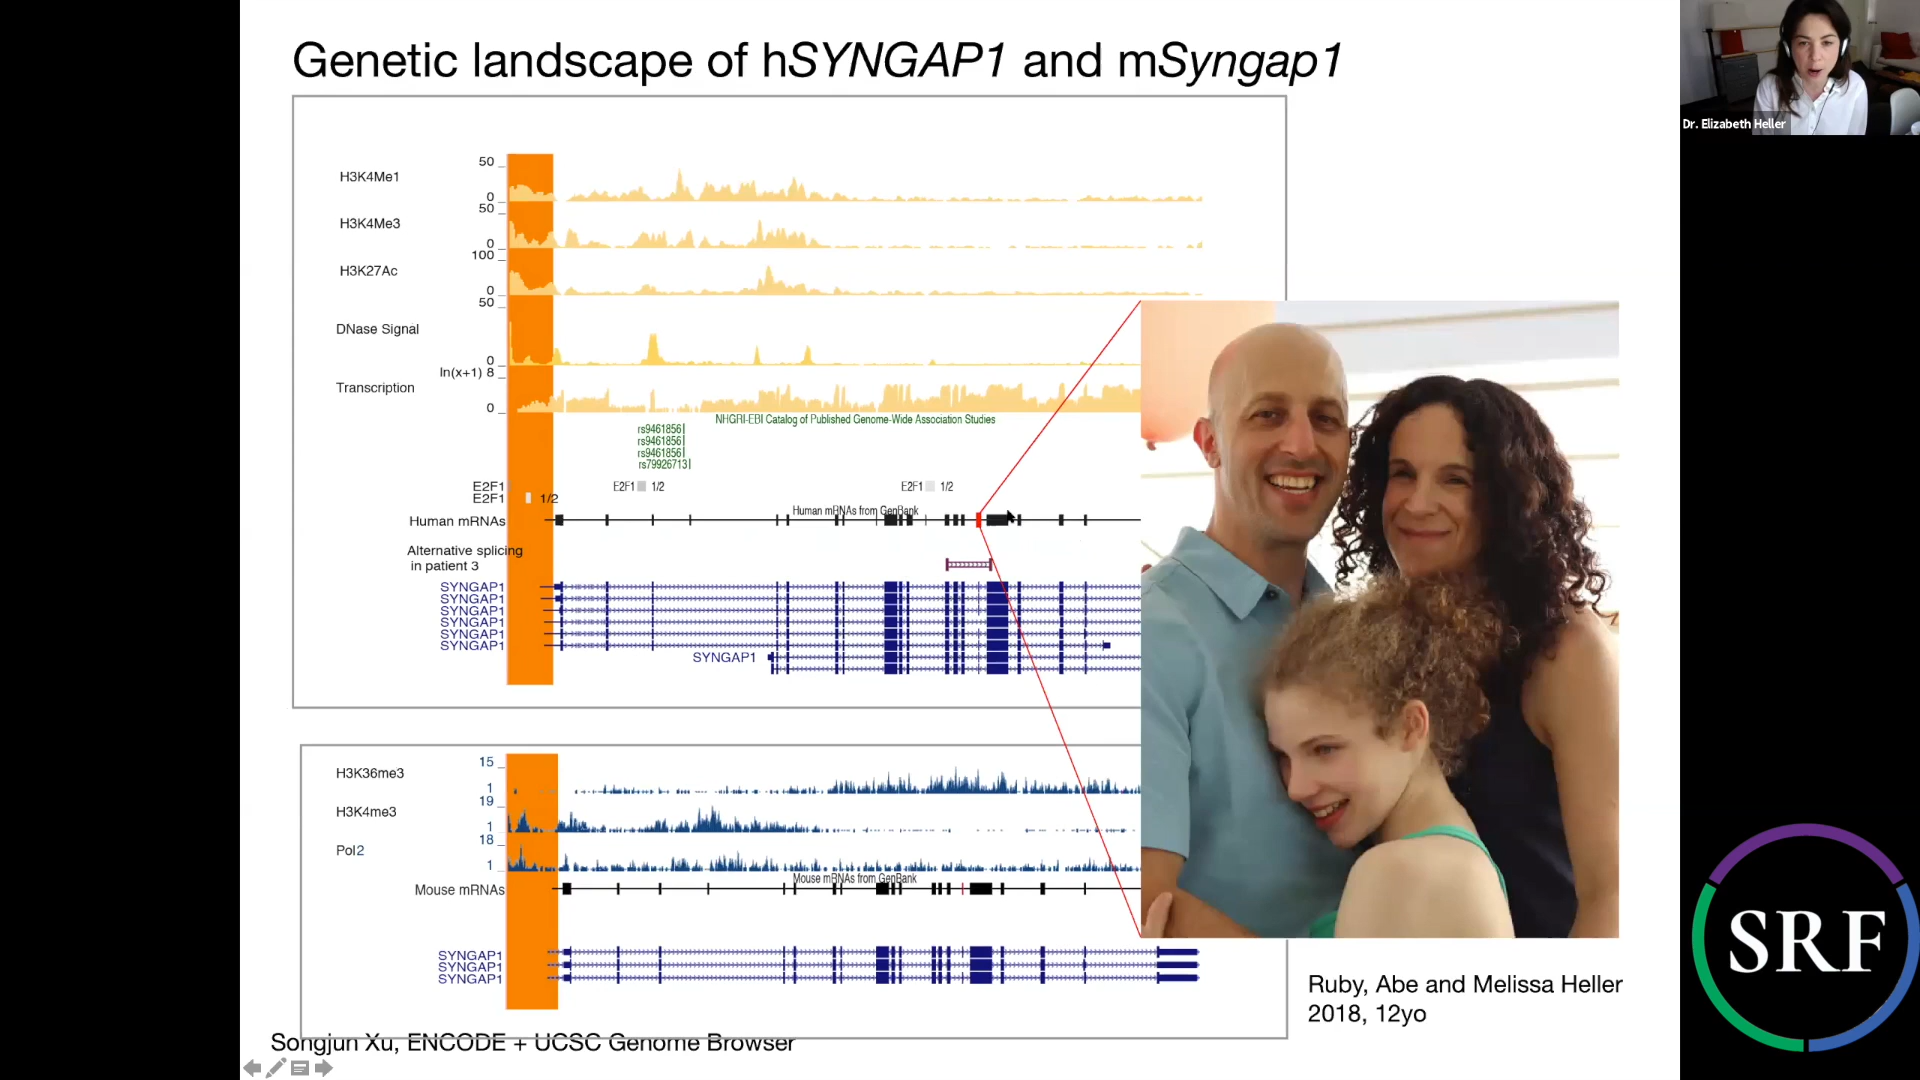 Genetic landscape of hSYNGAP1 and mSyngap1
Dr. Elizabeth Heller
H3K4Me1
50
0
H3K4Me3
50
0
H3K27Ac
100
0
DNase Signal
50
0
Transcription
ln(x+1) 8
0
NHGRI-EBI Catalog of Published Genome-Wide Association Studies
rs9461856
rs9461856
rs9461856
rs79926713
E2F1
E2F1 1/2
E2F1 1/2
E2F1 1/2
Human mRNAs from GenBank
Human mRNAs
Alternative splicing
in patient 3
SYNGAP1
SYNGAP1
SYNGAP1
SYNGAP1
SYNGAP1
SYNGAP1
SYNGAP1
H3K36me3
15
1
H3K4me3
19
1
Pol2
18
1
Mouse mRNAs from GenBank
Mouse mRNAs
SYNGAP1
SYNGAP1
SYNGAP1
Ruby, Abe and Melissa Heller
2018, 12yo
Songjun Xu, ENCODE + UCSC Genome Browser
SRF